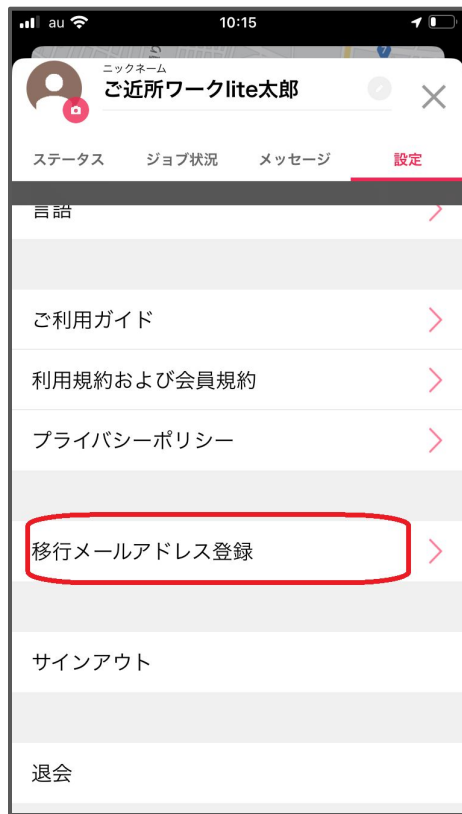 au 10:15
ニックネーム
ご近所ワークlite太郎
ステータス ジョブ状況 メッセージ 設定
言語
ご利用ガイド
利用規約および会員規約
プライバシーポリシー
移行メールアドレス登録
サインアウト
退会